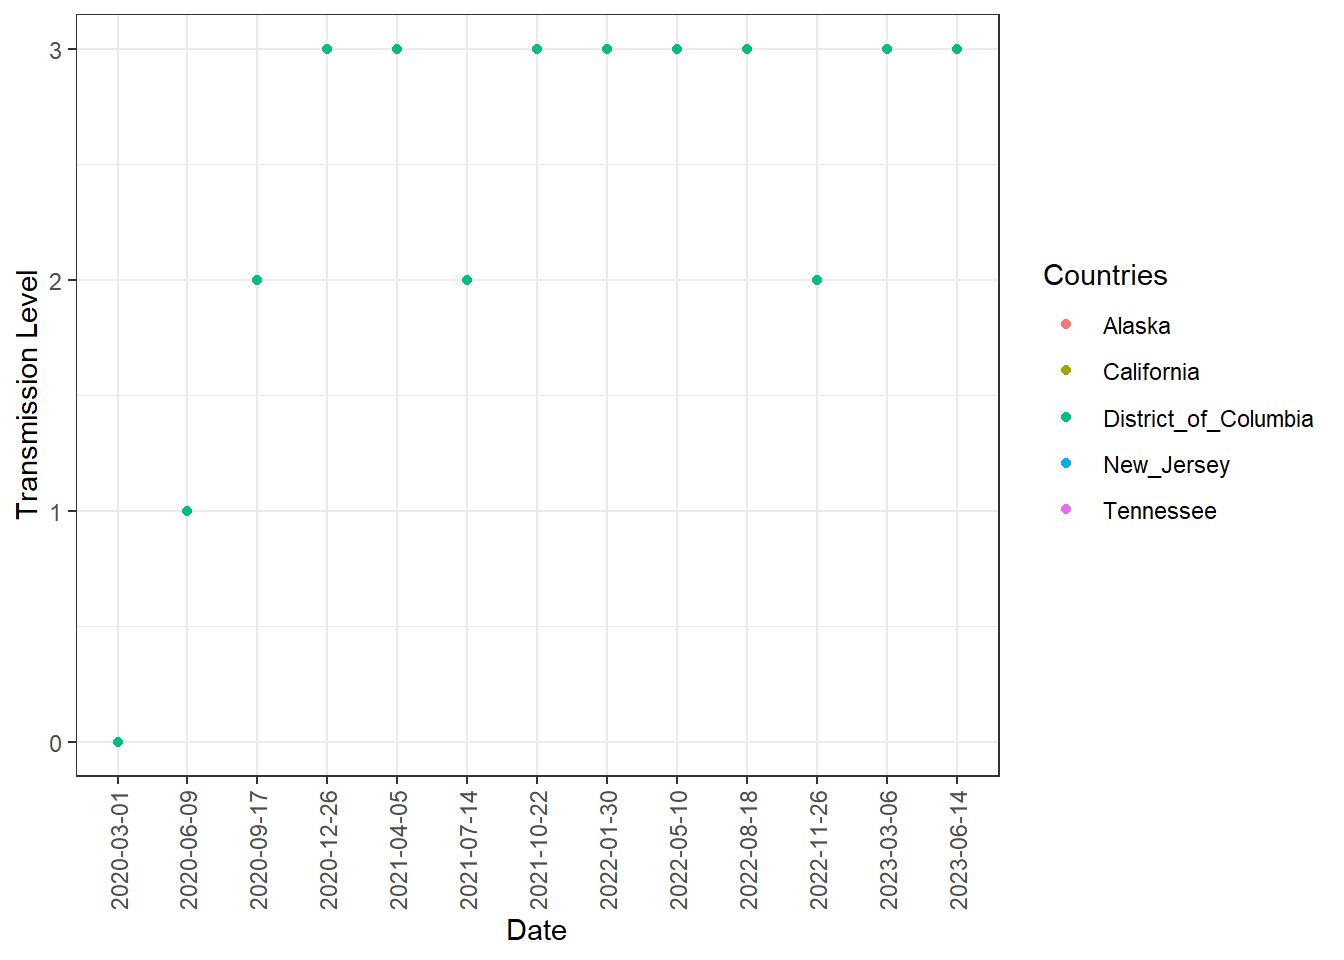 3
2
1
0
Transmission Level
2020-03-01
2020-06-09
2020-09-17
2020-12-26
2021-04-05
2021-07-14
2021-10-22
2022-01-30
2022-05-10
2022-08-18
2022-11-26
2023-03-06
2023-06-14
Date
Countries
Alaska
California
District_of_Columbia
New_Jersey
Tennessee